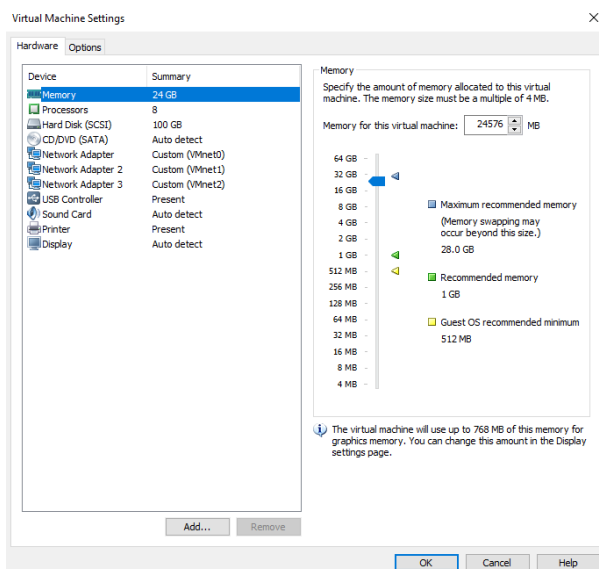 Virtual Machine Settings
Hardware Options
Device Summary
Memory 24 GB
Processors 8
Hard Disk (SCSI) 100 GB
CD/DVD (SATA) Auto detect
Network Adapter Custom (VMnet0)
Network Adapter 2 Custom (VMnet1)
Network Adapter 3 Custom (VMnet2)
USB Controller Present
Sound Card Auto detect
Printer Present
Display Auto detect
Add... Remove
Memory
Specify the amount of memory allocated to this virtual
machine. The memory size must be a multiple of 4 MB.
Memory for this virtual machine: 24576 MB
64 GB
32 GB
16 GB
8 GB
4 GB
2 GB
1 GB
512 MB
256 MB
128 MB
64 MB
32 MB
16 MB
8 MB
4 MB
Maximum recommended memory
(Memory swapping may
occur beyond this size.)
28.0 GB
Recommended memory
1 GB
Guest OS recommended minimum
512 MB
The virtual machine will use up to 768 MB of this memory for
graphics memory. You can change this amount in the Display
settings page.
OK Cancel Help